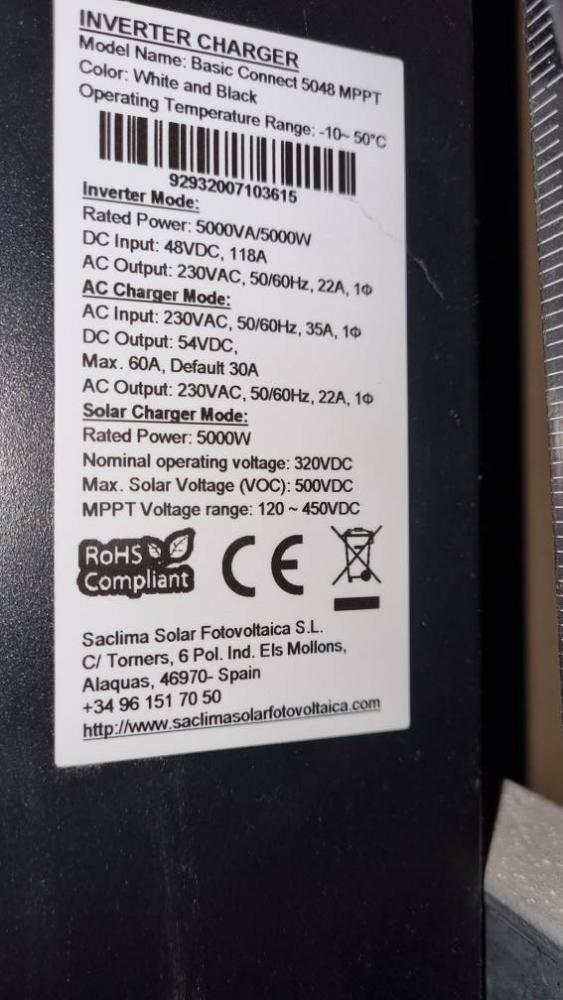 INVERTER CHARGER
Model Name: Basic Connect 5048 MPPT
Color: White and Black
Operating Temperature Range: -10~ 50°C
92932007103615
Inverter Mode:
Rated Power: 5000VA/5000W
DC Input: 48VDC, 118A
AC Output: 230VAC, 50/60Hz, 22A, 1Φ
AC Charger Mode:
AC Input: 230VAC, 50/60Hz, 35A, 1Φ
DC Output: 54VDC,
Max. 60A, Default 30A
AC Output: 230VAC, 50/60Hz, 22A, 1Φ
Solar Charger Mode:
Rated Power: 5000W
Nominal operating voltage: 320VDC
Max. Solar Voltage (VOC): 500VDC
MPPT Voltage range: 120 ~ 450VDC
RoHS
Compliant
CE
Saclima Solar Fotovoltaica S.L.
C/ Torners, 6 Pol. Ind. Els Mollons,
Alaquas, 46970- Spain
+34 96 151 70 50
http://www.saclimasolarfotovoltaica.com